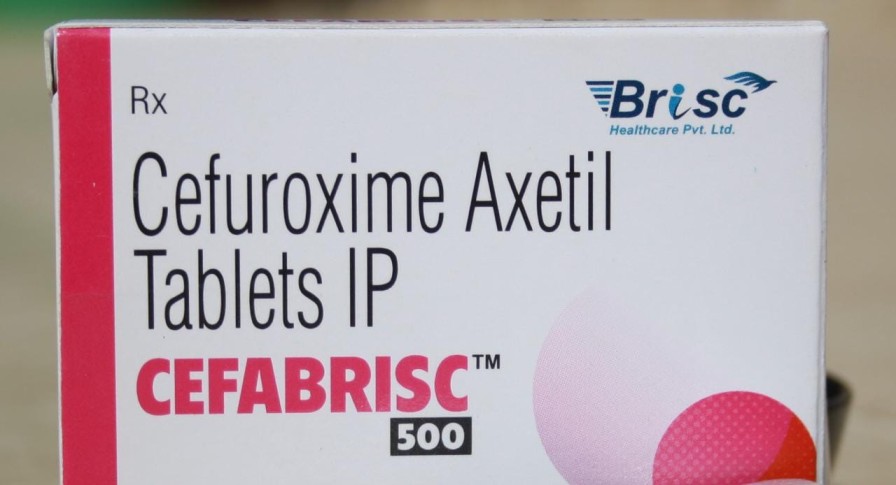 Rx
Brisc
Healthcare Pvt. Ltd.
Cefuroxime Axetil
Tablets IP
CEFABRISC™
500